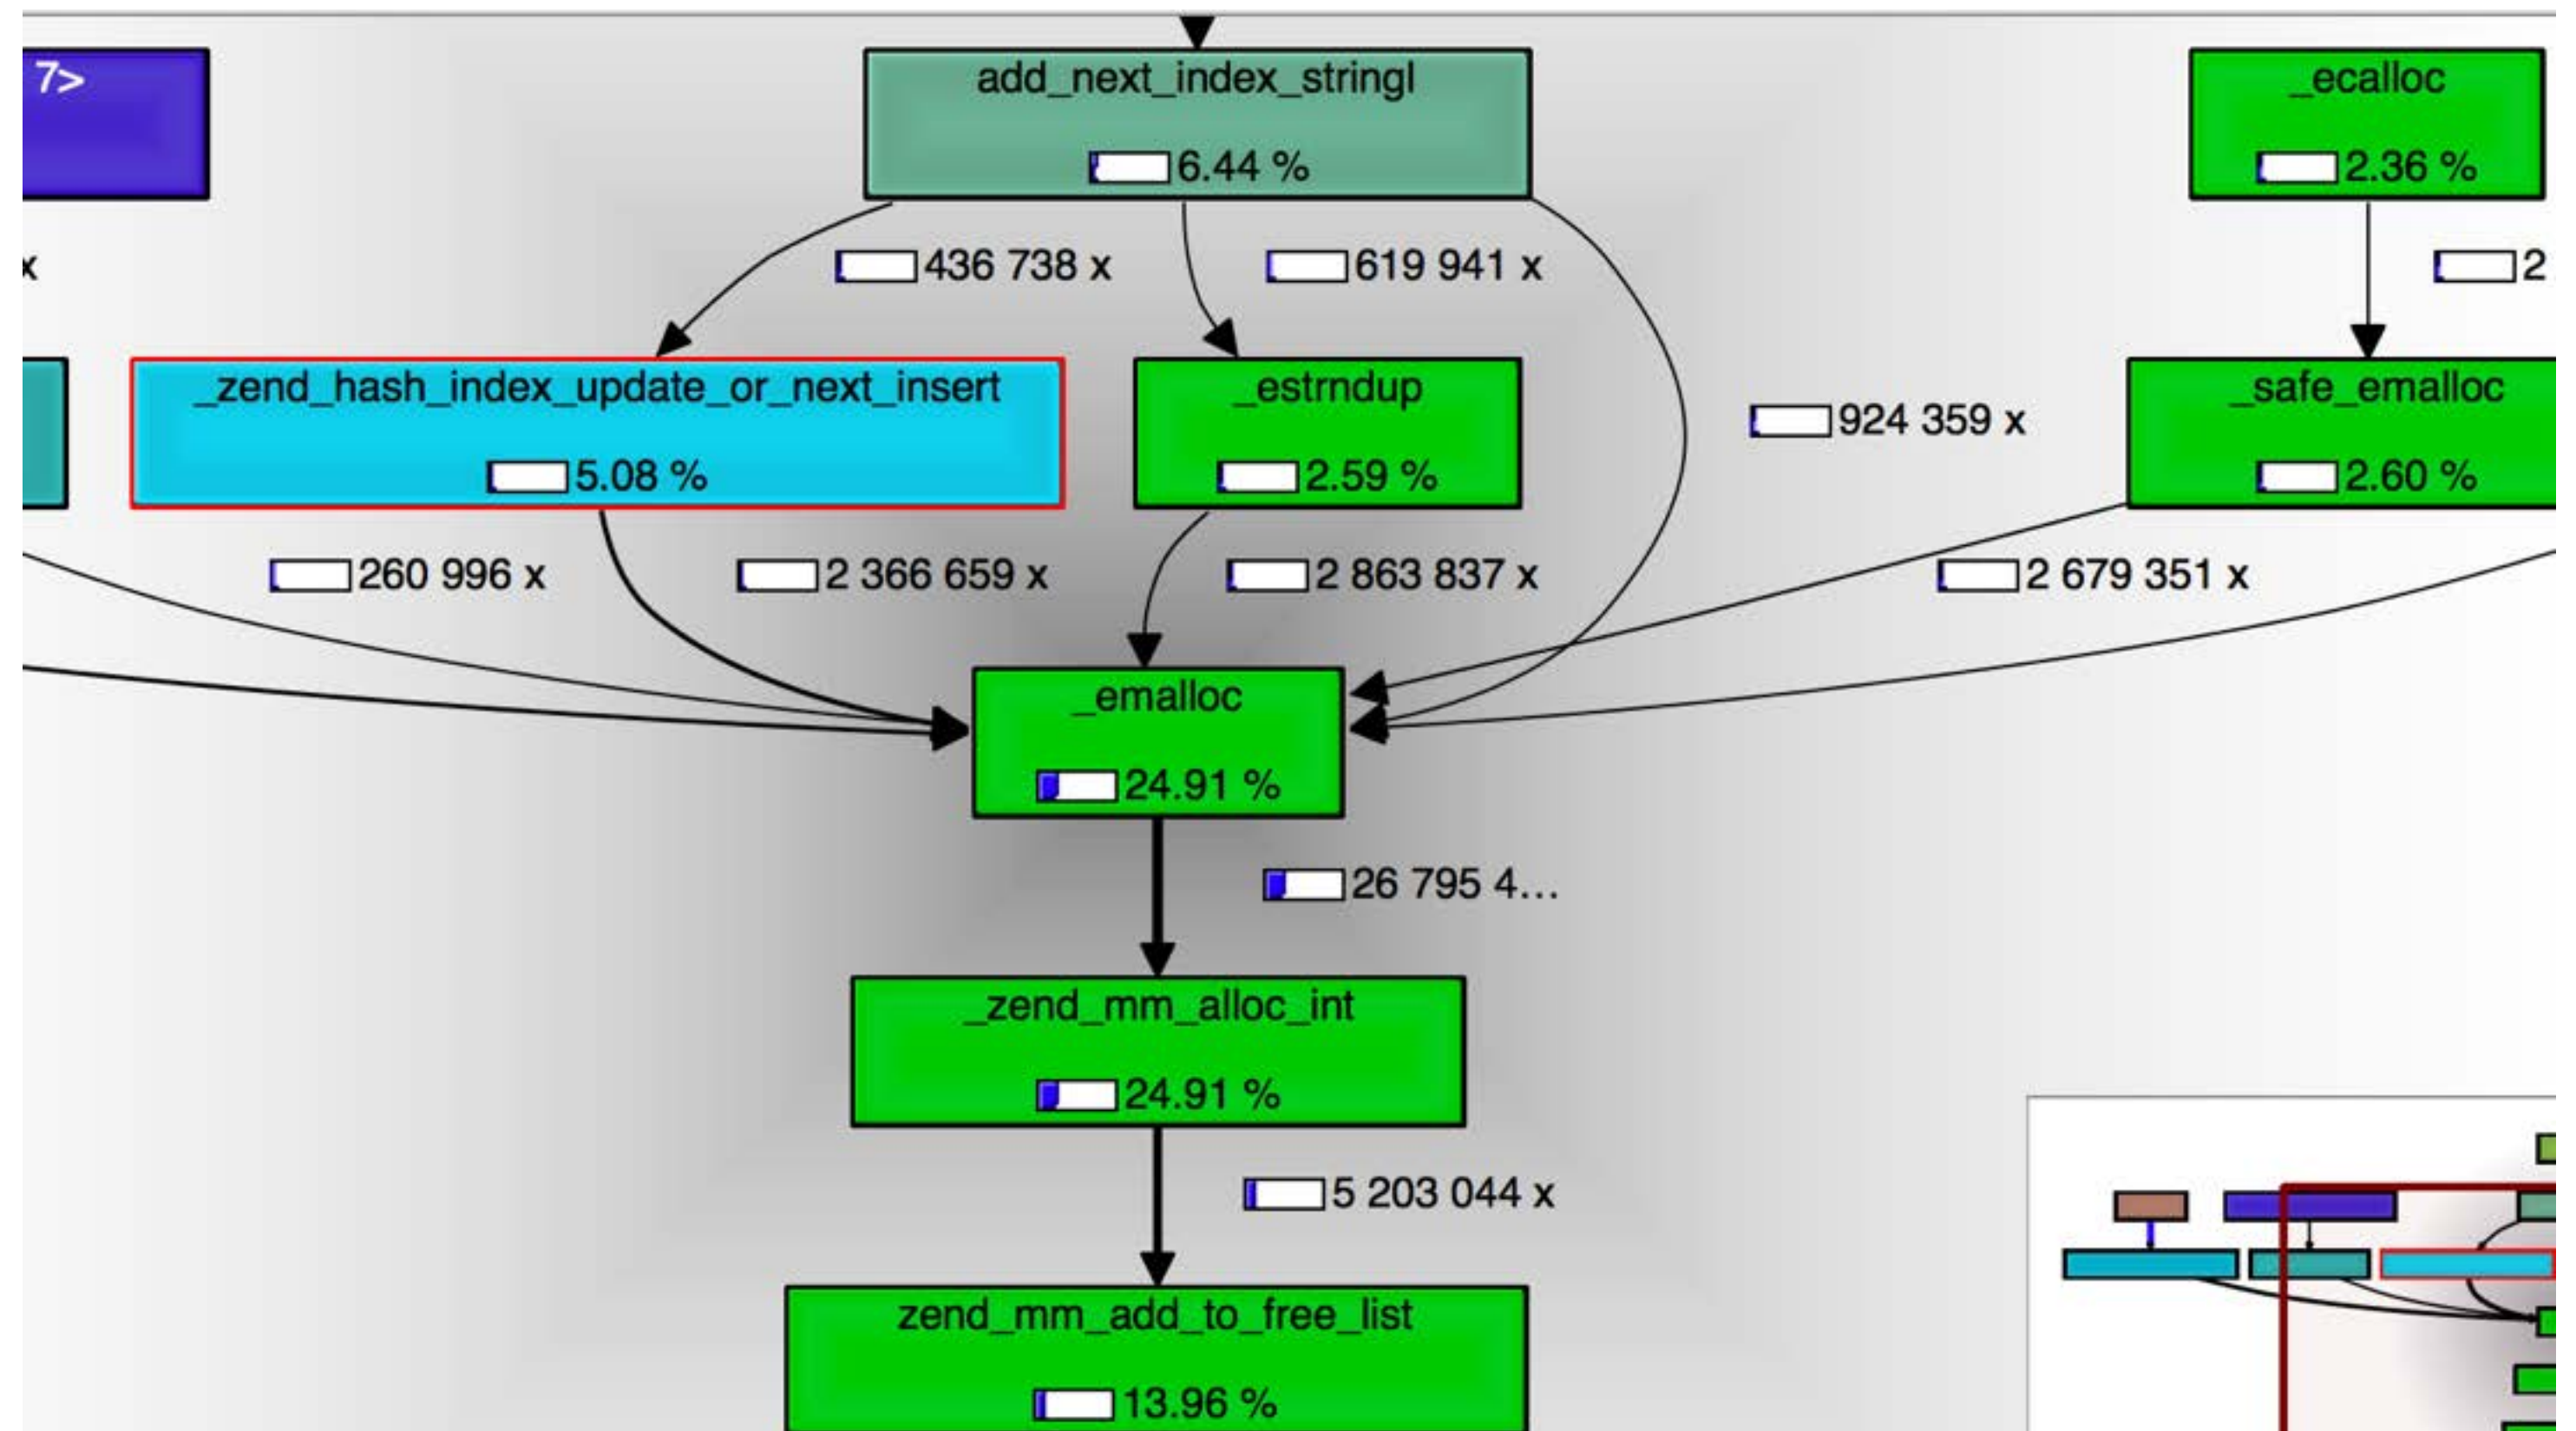 7>
add_next_index_stringl
6.44 %
_ecalloc
2.36 %
x
436 738 x
619 941 x
2
_zend_hash_index_update_or_next_insert
5.08 %
_estrndup
2.59 %
924 359 x
_safe_emalloc
2.60 %
260 996 x
2 366 659 x
2 863 837 x
2 679 351 x
_emalloc
24.91 %
26 795 4...
_zend_mm_alloc_int
24.91 %
5 203 044 x
zend_mm_add_to_free_list
13.96 %